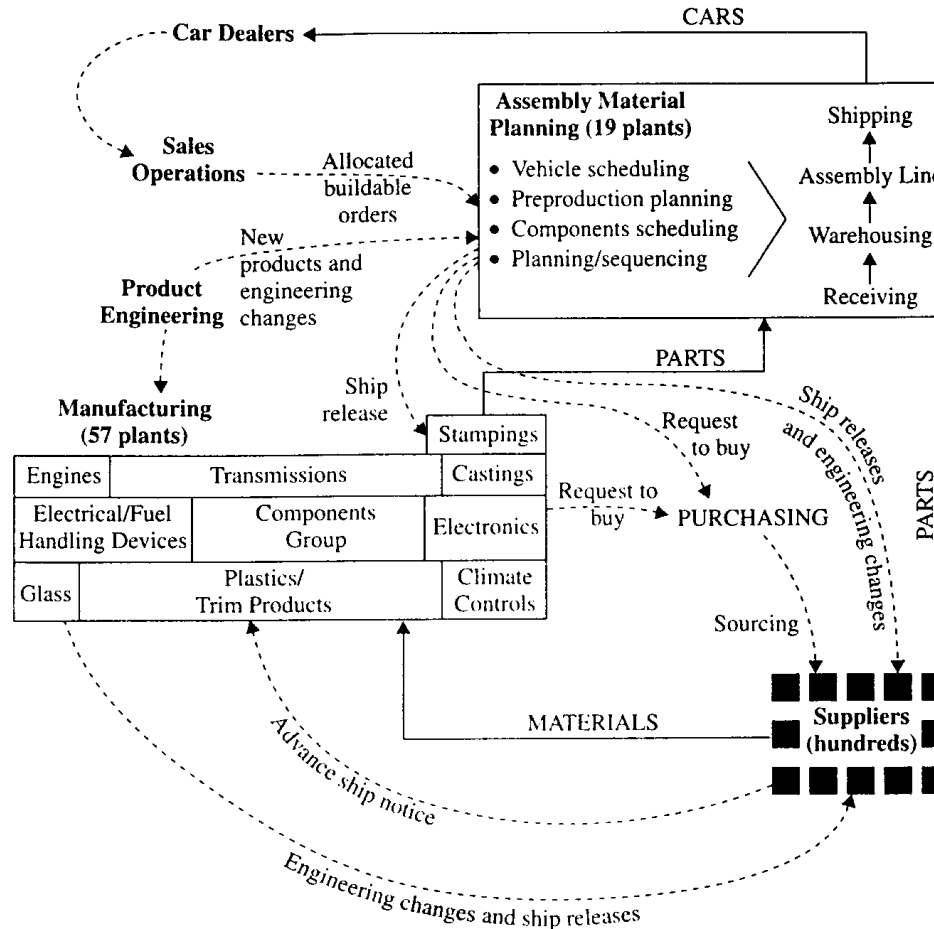 CARS
Car Dealers
Assembly Material
Planning (19 plants)
• Vehicle scheduling
• Preproduction planning
• Components scheduling
• Planning/sequencing
Shipping
Assembly Line
Warehousing
Receiving
Sales
Operations
Allocated
buildable
orders
New
products and
engineering
changes
Product
Engineering
PARTS
Ship
release
Manufacturing
(57 plants)
Stampings
Engines
Transmissions
Castings
Electrical/Fuel
Handling Devices
Components
Group
Electronics
Glass
Plastics/
Trim Products
Climate
Controls
Request
to buy
Request to
buy
PURCHASING
Ship releases
and engineering changes
PARTS
Sourcing
Suppliers
(hundreds)
MATERIALS
Advance ship notice
Engineering changes and ship releases